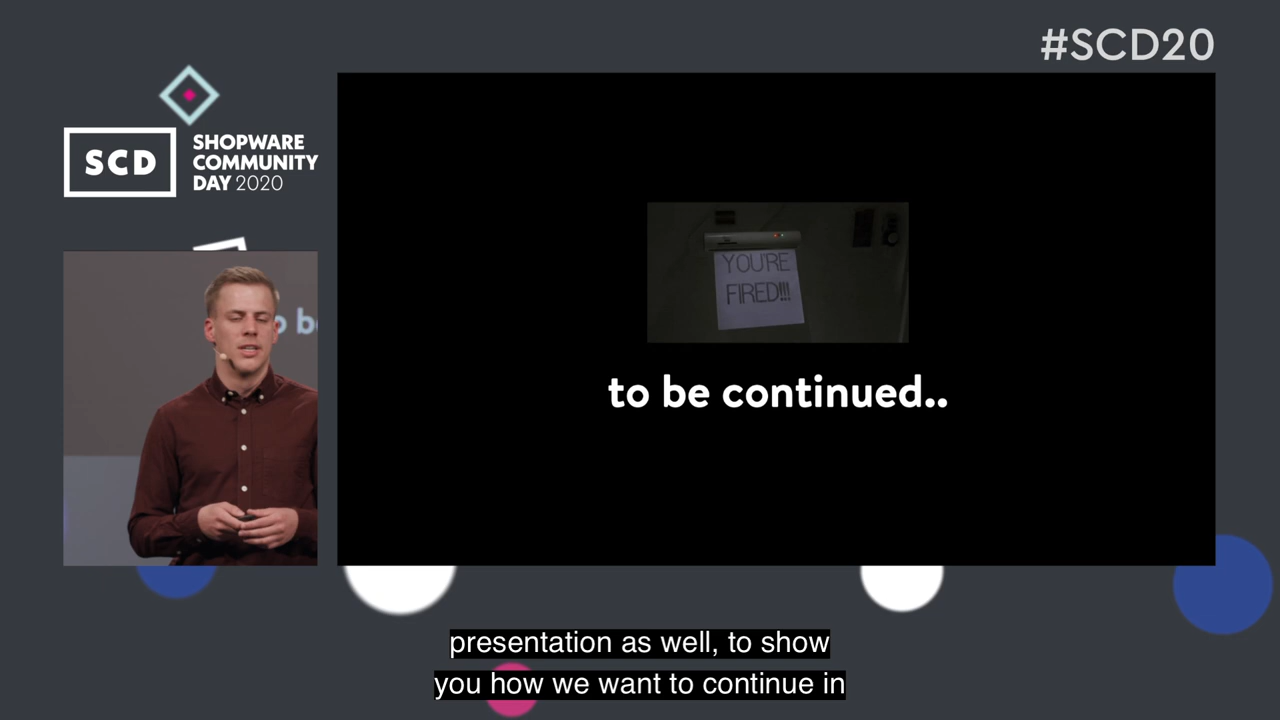 #SCD20
SCD
SHOPWARE
COMMUNITY
DAY 2020
o b
YOU'RE
FIRED!!!
to be continued..
presentation as well, to show
you how we want to continue in